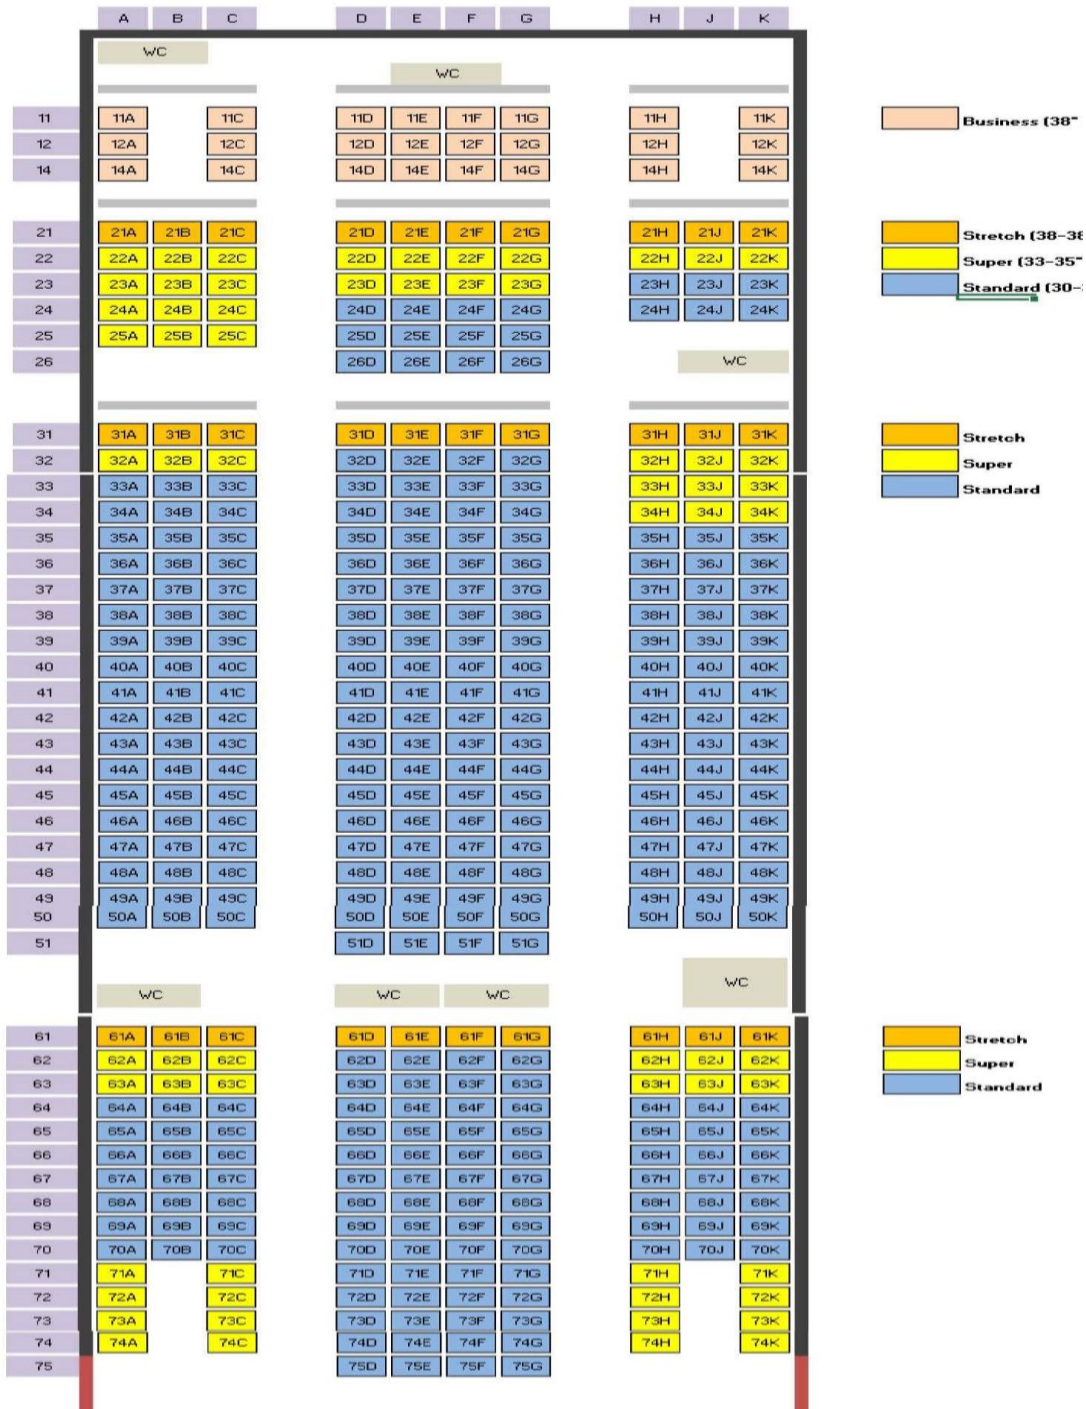 A B C D E F G H J K
WC
WC
11 11A 11C 11D 11E 11F 11G 11H 11K Business (38"
12 12A 12C 12D 12E 12F 12G 12H 12K
14 14A 14C 14D 14E 14F 14G 14H 14K
21 21A 21B 21C 21D 21E 21F 21G 21H 21J 21K Stretch (38-38
22 22A 22B 22C 22D 22E 22F 22G 22H 22J 22K Super (33-35"
23 23A 23B 23C 23D 23E 23F 23G 23H 23J 23K Standard (30-
24 24A 24B 24C 24D 24E 24F 24G 24H 24J 24K
25 25A 25B 25C 25D 25E 25F 25G
26 26D 26E 26F 26G WC
31 31A 31B 31C 31D 31E 31F 31G 31H 31J 31K Stretch
32 32A 32B 32C 32D 32E 32F 32G 32H 32J 32K Super
33 33A 33B 33C 33D 33E 33F 33G 33H 33J 33K Standard
34 34A 34B 34C 34D 34E 34F 34G 34H 34J 34K
35 35A 35B 35C 35D 35E 35F 35G 35H 35J 35K
36 36A 36B 36C 36D 36E 36F 36G 36H 36J 36K
37 37A 37B 37C 37D 37E 37F 37G 37H 37J 37K
38 38A 38B 38C 38D 38E 38F 38G 38H 38J 38K
39 39A 39B 39C 39D 39E 39F 39G 39H 39J 39K
40 40A 40B 40C 40D 40E 40F 40G 40H 40J 40K
41 41A 41B 41C 41D 41E 41F 41G 41H 41J 41K
42 42A 42B 42C 42D 42E 42F 42G 42H 42J 42K
43 43A 43B 43C 43D 43E 43F 43G 43H 43J 43K
44 44A 44B 44C 44D 44E 44F 44G 44H 44J 44K
45 45A 45B 45C 45D 45E 45F 45G 45H 45J 45K
46 46A 46B 46C 46D 46E 46F 46G 46H 46J 46K
47 47A 47B 47C 47D 47E 47F 47G 47H 47J 47K
48 48A 48B 48C 48D 48E 48F 48G 48H 48J 48K
49 49A 49B 49C 49D 49E 49F 49G 49H 49J 49K
50 50A 50B 50C 50D 50E 50F 50G 50H 50J 50K
51 51D 51E 51F 51G
WC WC WC WC
61 61A 61B 61C 61D 61E 61F 61G 61H 61J 61K Stretch
62 62A 62B 62C 62D 62E 62F 62G 62H 62J 62K Super
63 63A 63B 63C 63D 63E 63F 63G 63H 63J 63K Standard
64 64A 64B 64C 64D 64E 64F 64G 64H 64J 64K
65 65A 65B 65C 65D 65E 65F 65G 65H 65J 65K
66 66A 66B 66C 66D 66E 66F 66G 66H 66J 66K
67 67A 67B 67C 67D 67E 67F 67G 67H 67J 67K
68 68A 68B 68C 68D 68E 68F 68G 68H 68J 68K
69 69A 69B 69C 69D 69E 69F 69G 69H 69J 69K
70 70A 70B 70C 70D 70E 70F 70G 70H 70J 70K
71 71A 71C 71D 71E 71F 71G 71H 71K
72 72A 72C 72D 72E 72F 72G 72H 72K
73 73A 73C 73D 73E 73F 73G 73H 73K
74 74A 74C 74D 74E 74F 74G 74H 74K
75 75D 75E 75F 75G